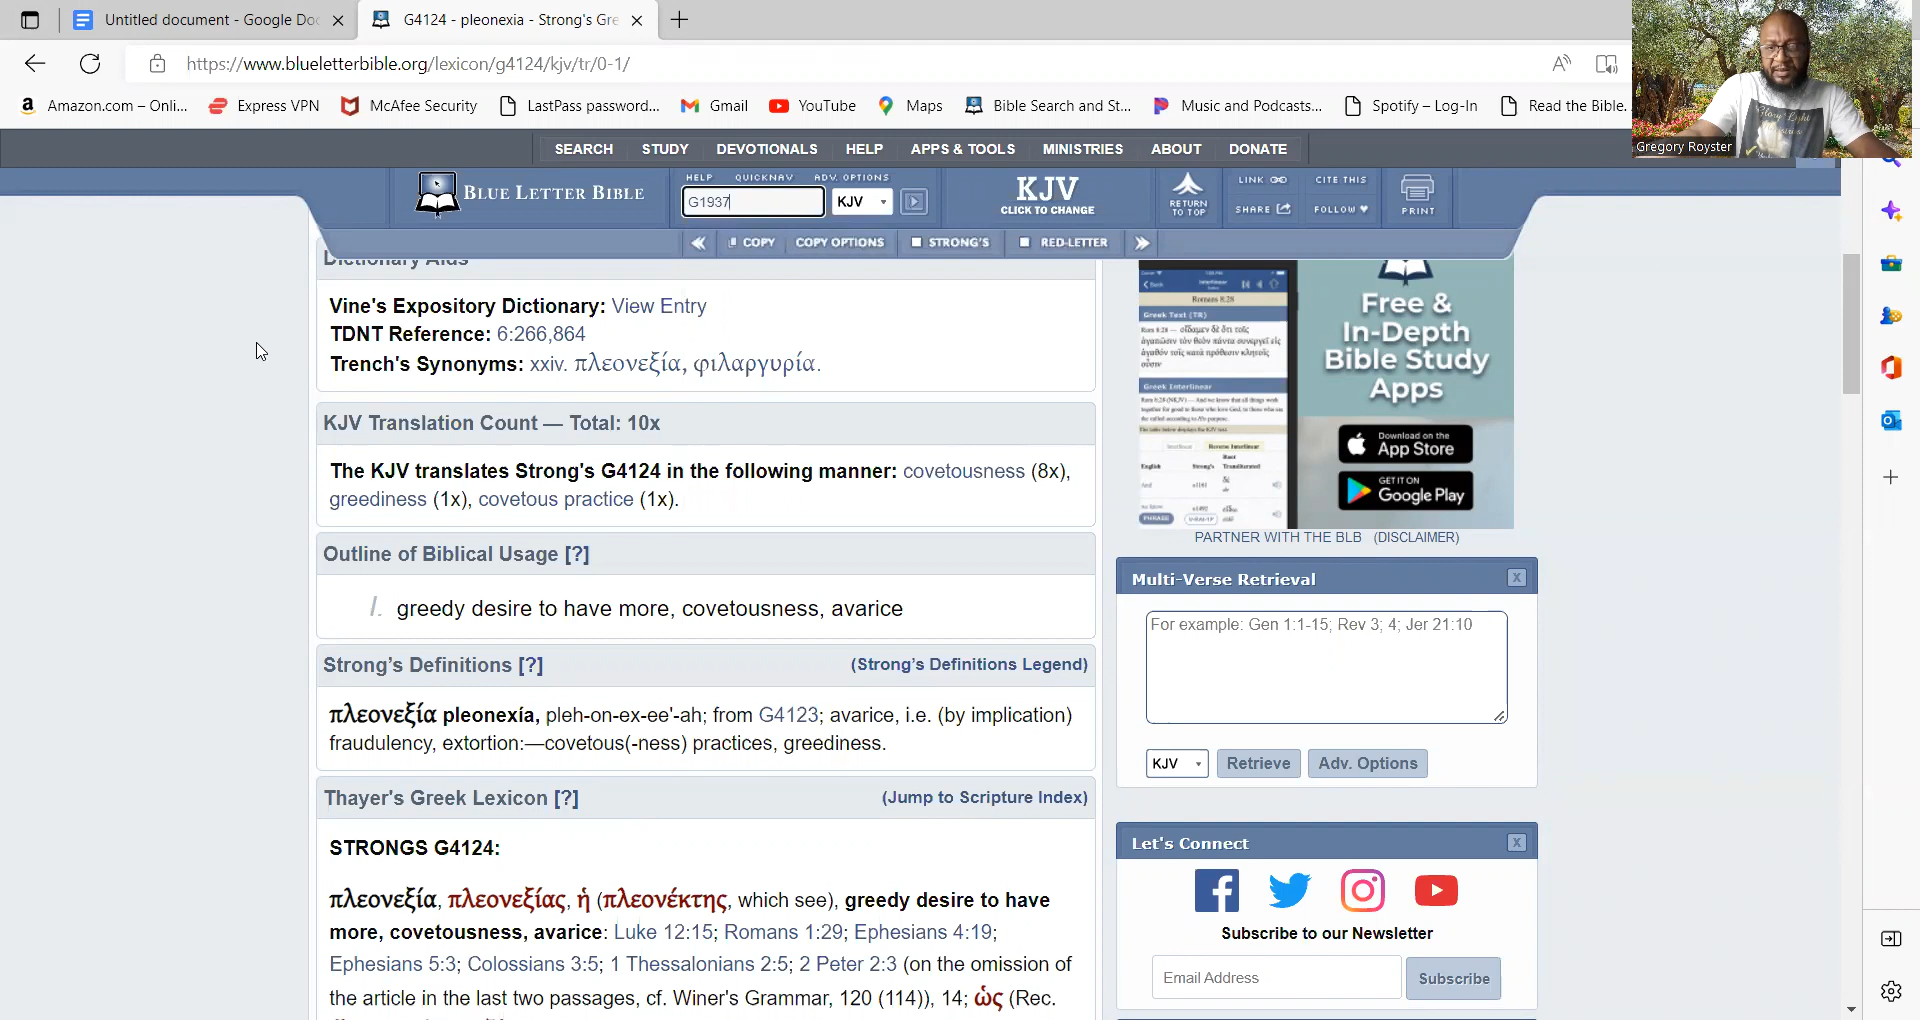 Untitled document - Google Do
G4124 - pleonexia - Strong's Gre
https://www.blueletterbible.org/lexicon/g4124/kjv/tr/0-1/
Amazon.com – Onli...
Express VPN
McAfee Security
LastPass password...
Gmail
YouTube
Maps
Bible Search and St...
Music and Podcasts...
Spotify – Log-In
Read the Bible.
Gregory Royster
SEARCH STUDY DEVOTIONALS HELP APPS & TOOLS MINISTRIES ABOUT DONATE
BLUE LETTER BIBLE
HELP QUICKNAV ADV. OPTIONS
G1937
KJV
KJV
CLICK TO CHANGE
RETURN
TO TOP
LINK
CITE THIS
SHARE
FOLLOW
PRINT
COPY COPY OPTIONS STRONG'S RED-LETTER
Dictionary Aids
Vine's Expository Dictionary: View Entry
TDNT Reference: 6:266,864
Trench's Synonyms: xxiv. πλεονεξία, φιλαργυρία.
KJV Translation Count — Total: 10x
The KJV translates Strong's G4124 in the following manner: covetousness (8x),
greediness (1x), covetous practice (1x).
Outline of Biblical Usage [?]
I. greedy desire to have more, covetousness, avarice
Strong’s Definitions [?]
(Strong’s Definitions Legend)
πλεονεξία pleonexía, pleh-on-ex-ee'-ah; from G4123; avarice, i.e. (by implication)
fraudulency, extortion:—covetous(-ness) practices, greediness.
Thayer's Greek Lexicon [?]
(Jump to Scripture Index)
STRONGS G4124:
πλεονεξία, πλεονεξίας, ἡ (πλεονέκτης, which see), greedy desire to have
more, covetousness, avarice: Luke 12:15; Romans 1:29; Ephesians 4:19;
Ephesians 5:3; Colossians 3:5; 1 Thessalonians 2:5; 2 Peter 2:3 (on the omission of
the article in the last two passages, cf. Winer's Grammar, 120 (114)), 14; ὡς (Rec.
Romans 8:28
Greek Text (TR)
Greek Interlinear
Free &
In-Depth
Bible Study
Apps
Download on the
App Store
GET IT ON
Google Play
PARTNER WITH THE BLB (DISCLAIMER)
Multi-Verse Retrieval
For example: Gen 1:1-15; Rev 3; 4; Jer 21:10
KJV
Retrieve
Adv. Options
Let's Connect
Subscribe to our Newsletter
Email Address
Subscribe